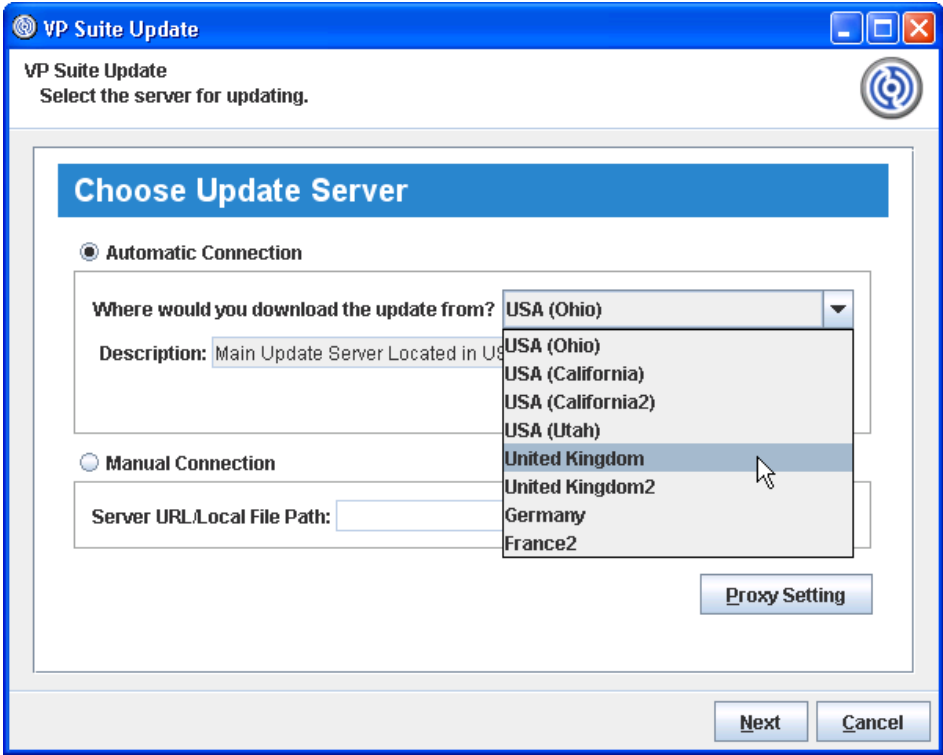 VP Suite Update
VP Suite Update
Select the server for updating.
Choose Update Server
Automatic Connection
Where would you download the update from? USA (Ohio)
Description: Main Update Server Located in
USA (Ohio)
USA (California)
USA (California2)
USA (Utah)
United Kingdom
United Kingdom2
Germany
France2
Manual Connection
Server URL/Local File Path:
Proxy Setting
Next Cancel